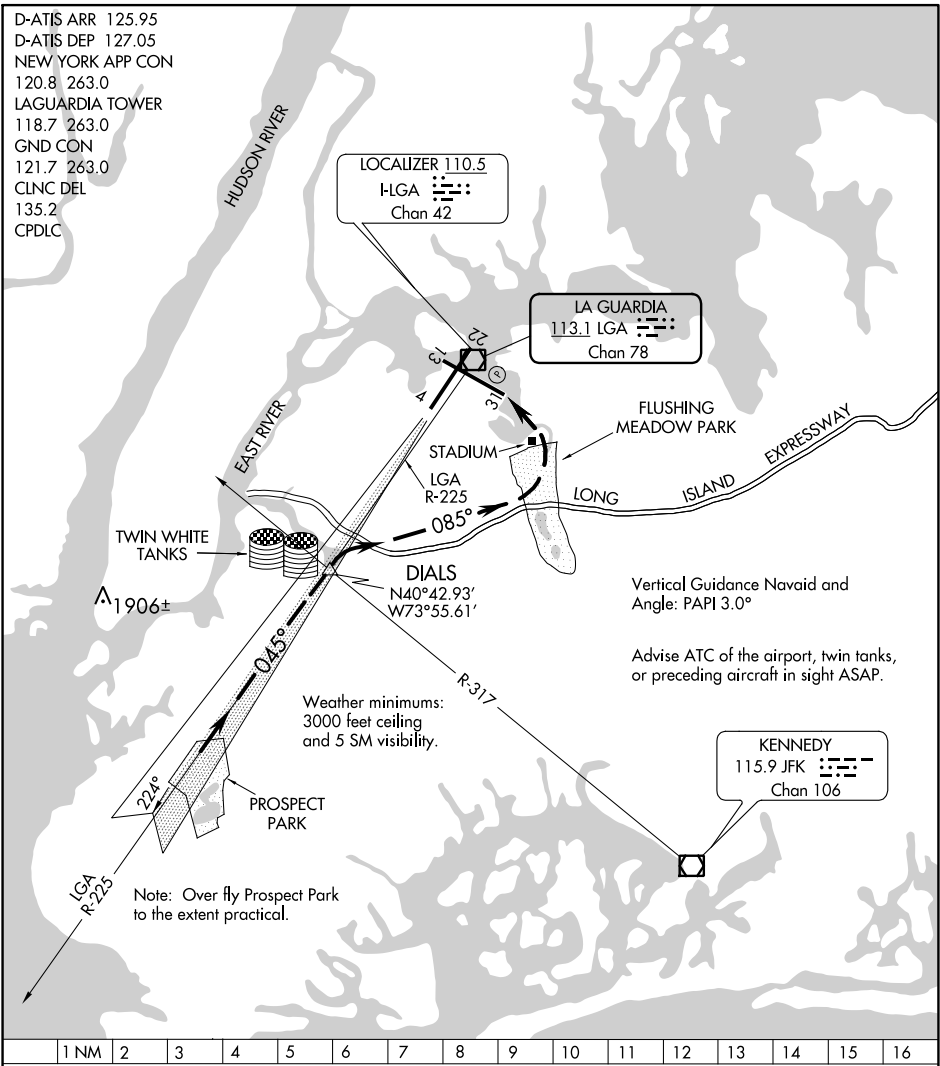 D-ATIS ARR 125.95
D-ATIS DEP 127.05
NEW YORK APP CON
120.8 263.0
LAGUARDIA TOWER
118.7 263.0
GND CON
121.7 263.0
CLNC DEL
135.2
CPDLC
HUDSON RIVER
LOCALIZER 110.5
I-LGA
Chan 42
LA GUARDIA
113.1 LGA
Chan 78
22
13
P
4
31
FLUSHING
MEADOW PARK
EAST RIVER
STADIUM
LGA
R-225
LONG ISLAND EXPRESSWAY
085°
TWIN WHITE
TANKS
DIALS
N40°42.93'
W73°55.61'
1906±
Vertical Guidance Navaid and
Angle: PAPI 3.0°
045°
Advise ATC of the airport, twin tanks,
or preceding aircraft in sight ASAP.
R-317
Weather minimums:
3000 feet ceiling
and 5 SM visibility.
KENNEDY
115.9 JFK
Chan 106
224°
PROSPECT
PARK
LGA
R-225
Note: Over fly Prospect Park
to the extent practical.
1 NM 2 3 4 5 6 7 8 9 10 11 12 13 14 15 16